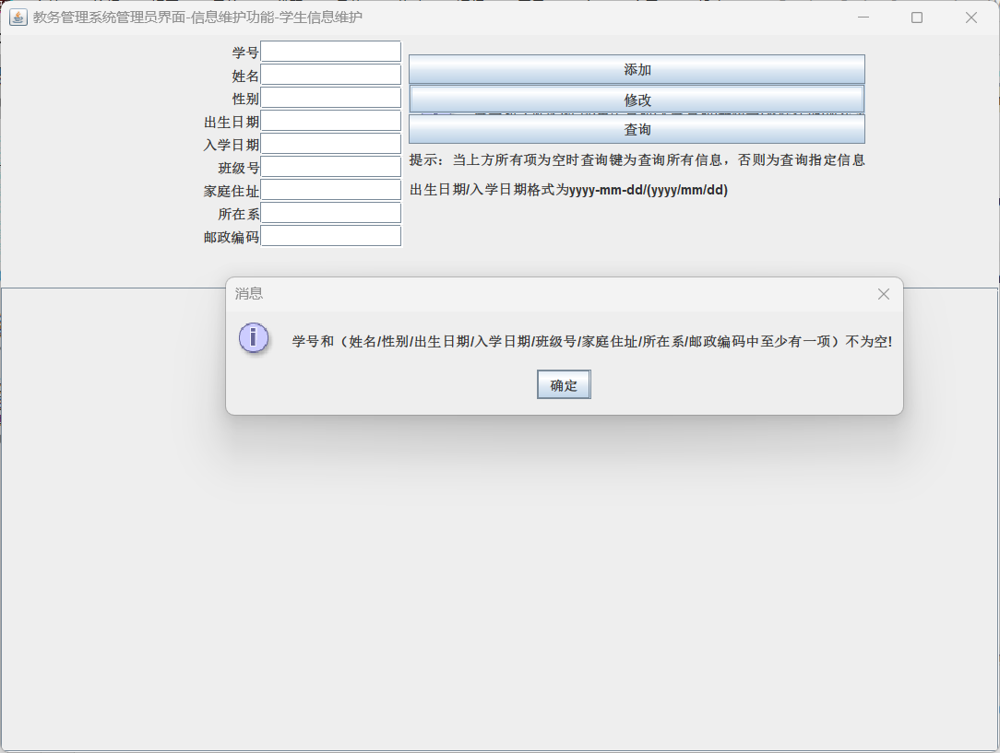 教务管理系统管理员界面-信息维护功能-学生信息维护
学号
姓名
性别
出生日期
入学日期
班级号
家庭住址
所在系
邮政编码
添加
修改
查询
提示：当上方所有项为空时查询键为查询所有信息，否则为查询指定信息
出生日期/入学日期格式为yyyy-mm-dd/(yyyy/mm/dd)
消息
学号和（姓名/性别/出生日期/入学日期/班级号/家庭住址/所在系/邮政编码中至少有一项）不为空!
确定